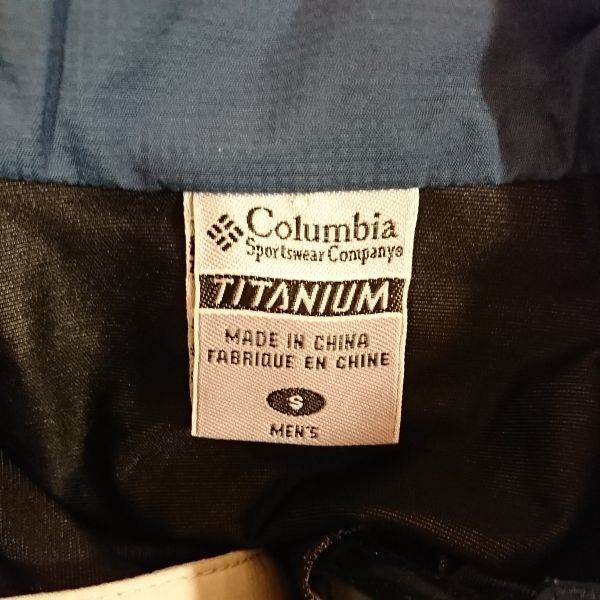 Columbia
Sportswear Company®
TITANIUM
MADE IN CHINA
FABRIQUE EN CHINE
S
MEN'S